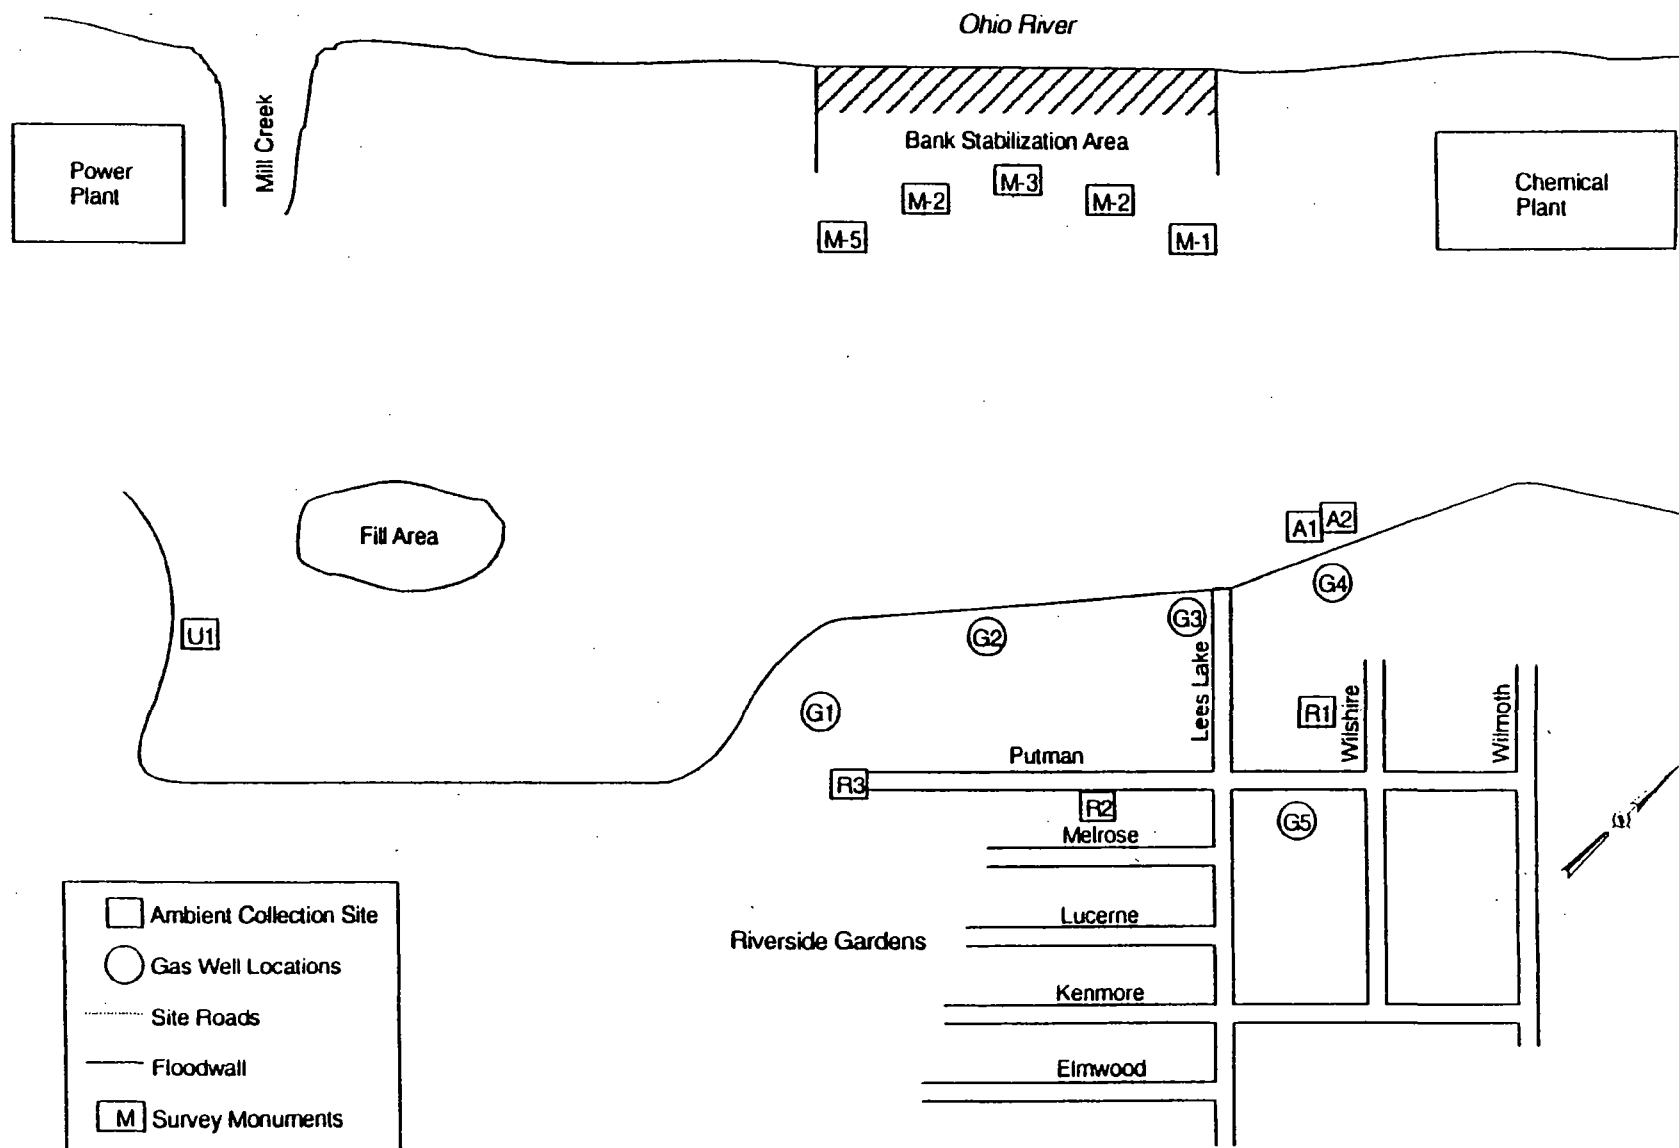 Ohio River
Mill Creek
Power
Plant
Bank Stabilization Area
M-3
M-2
M-2
M-5
M-1
Chemical
Plant
Fill Area
A1
A2
G4
G3
G2
U1
G1
R1
Lees Lake
Wilshire
Wilmoth
Putman
R3
R2
G5
Melrose
Lucerne
Riverside Gardens
Kenmore
Elmwood
Ambient Collection Site
Gas Well Locations
Site Roads
Floodwall
M Survey Monuments